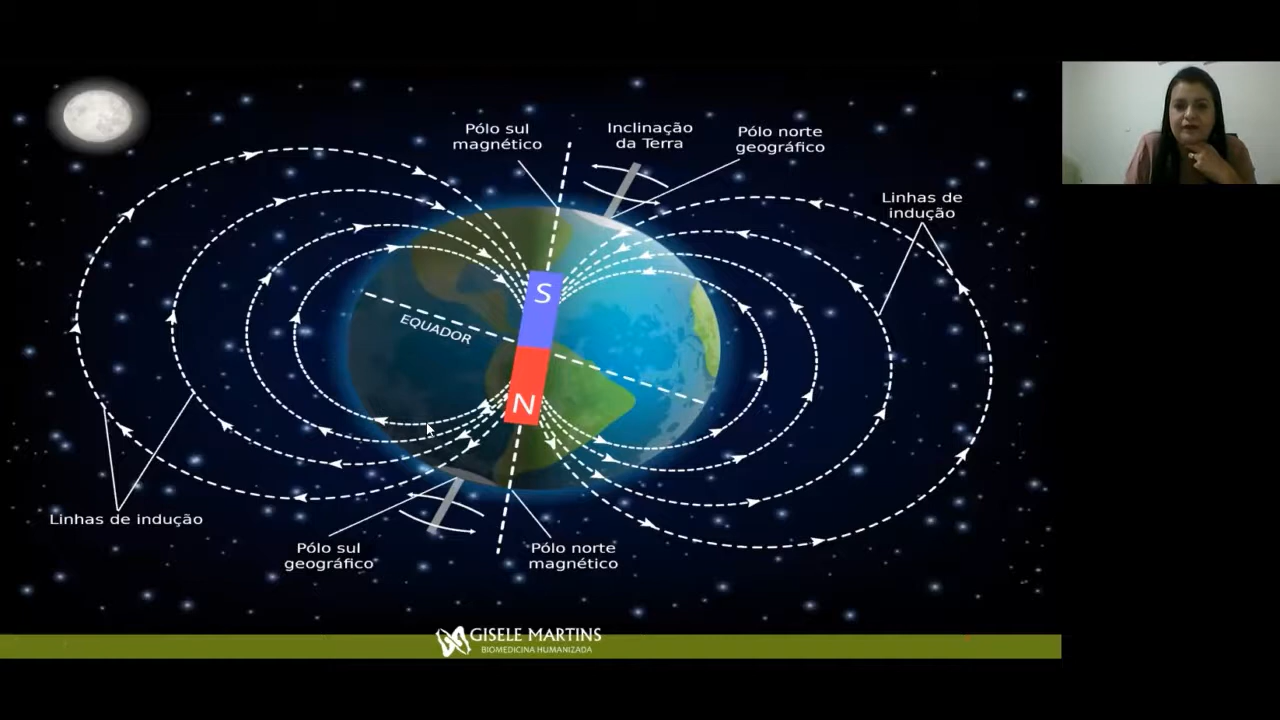 Pólo sul
magnético
Inclinação
da Terra
Pólo norte
geográfico
Linhas de
indução
S
EQUADOR
N
Linhas de indução
Pólo sul
geográfico
Pólo norte
magnético
GISELE MARTINS
BIOMEDICINA HUMANIZADA